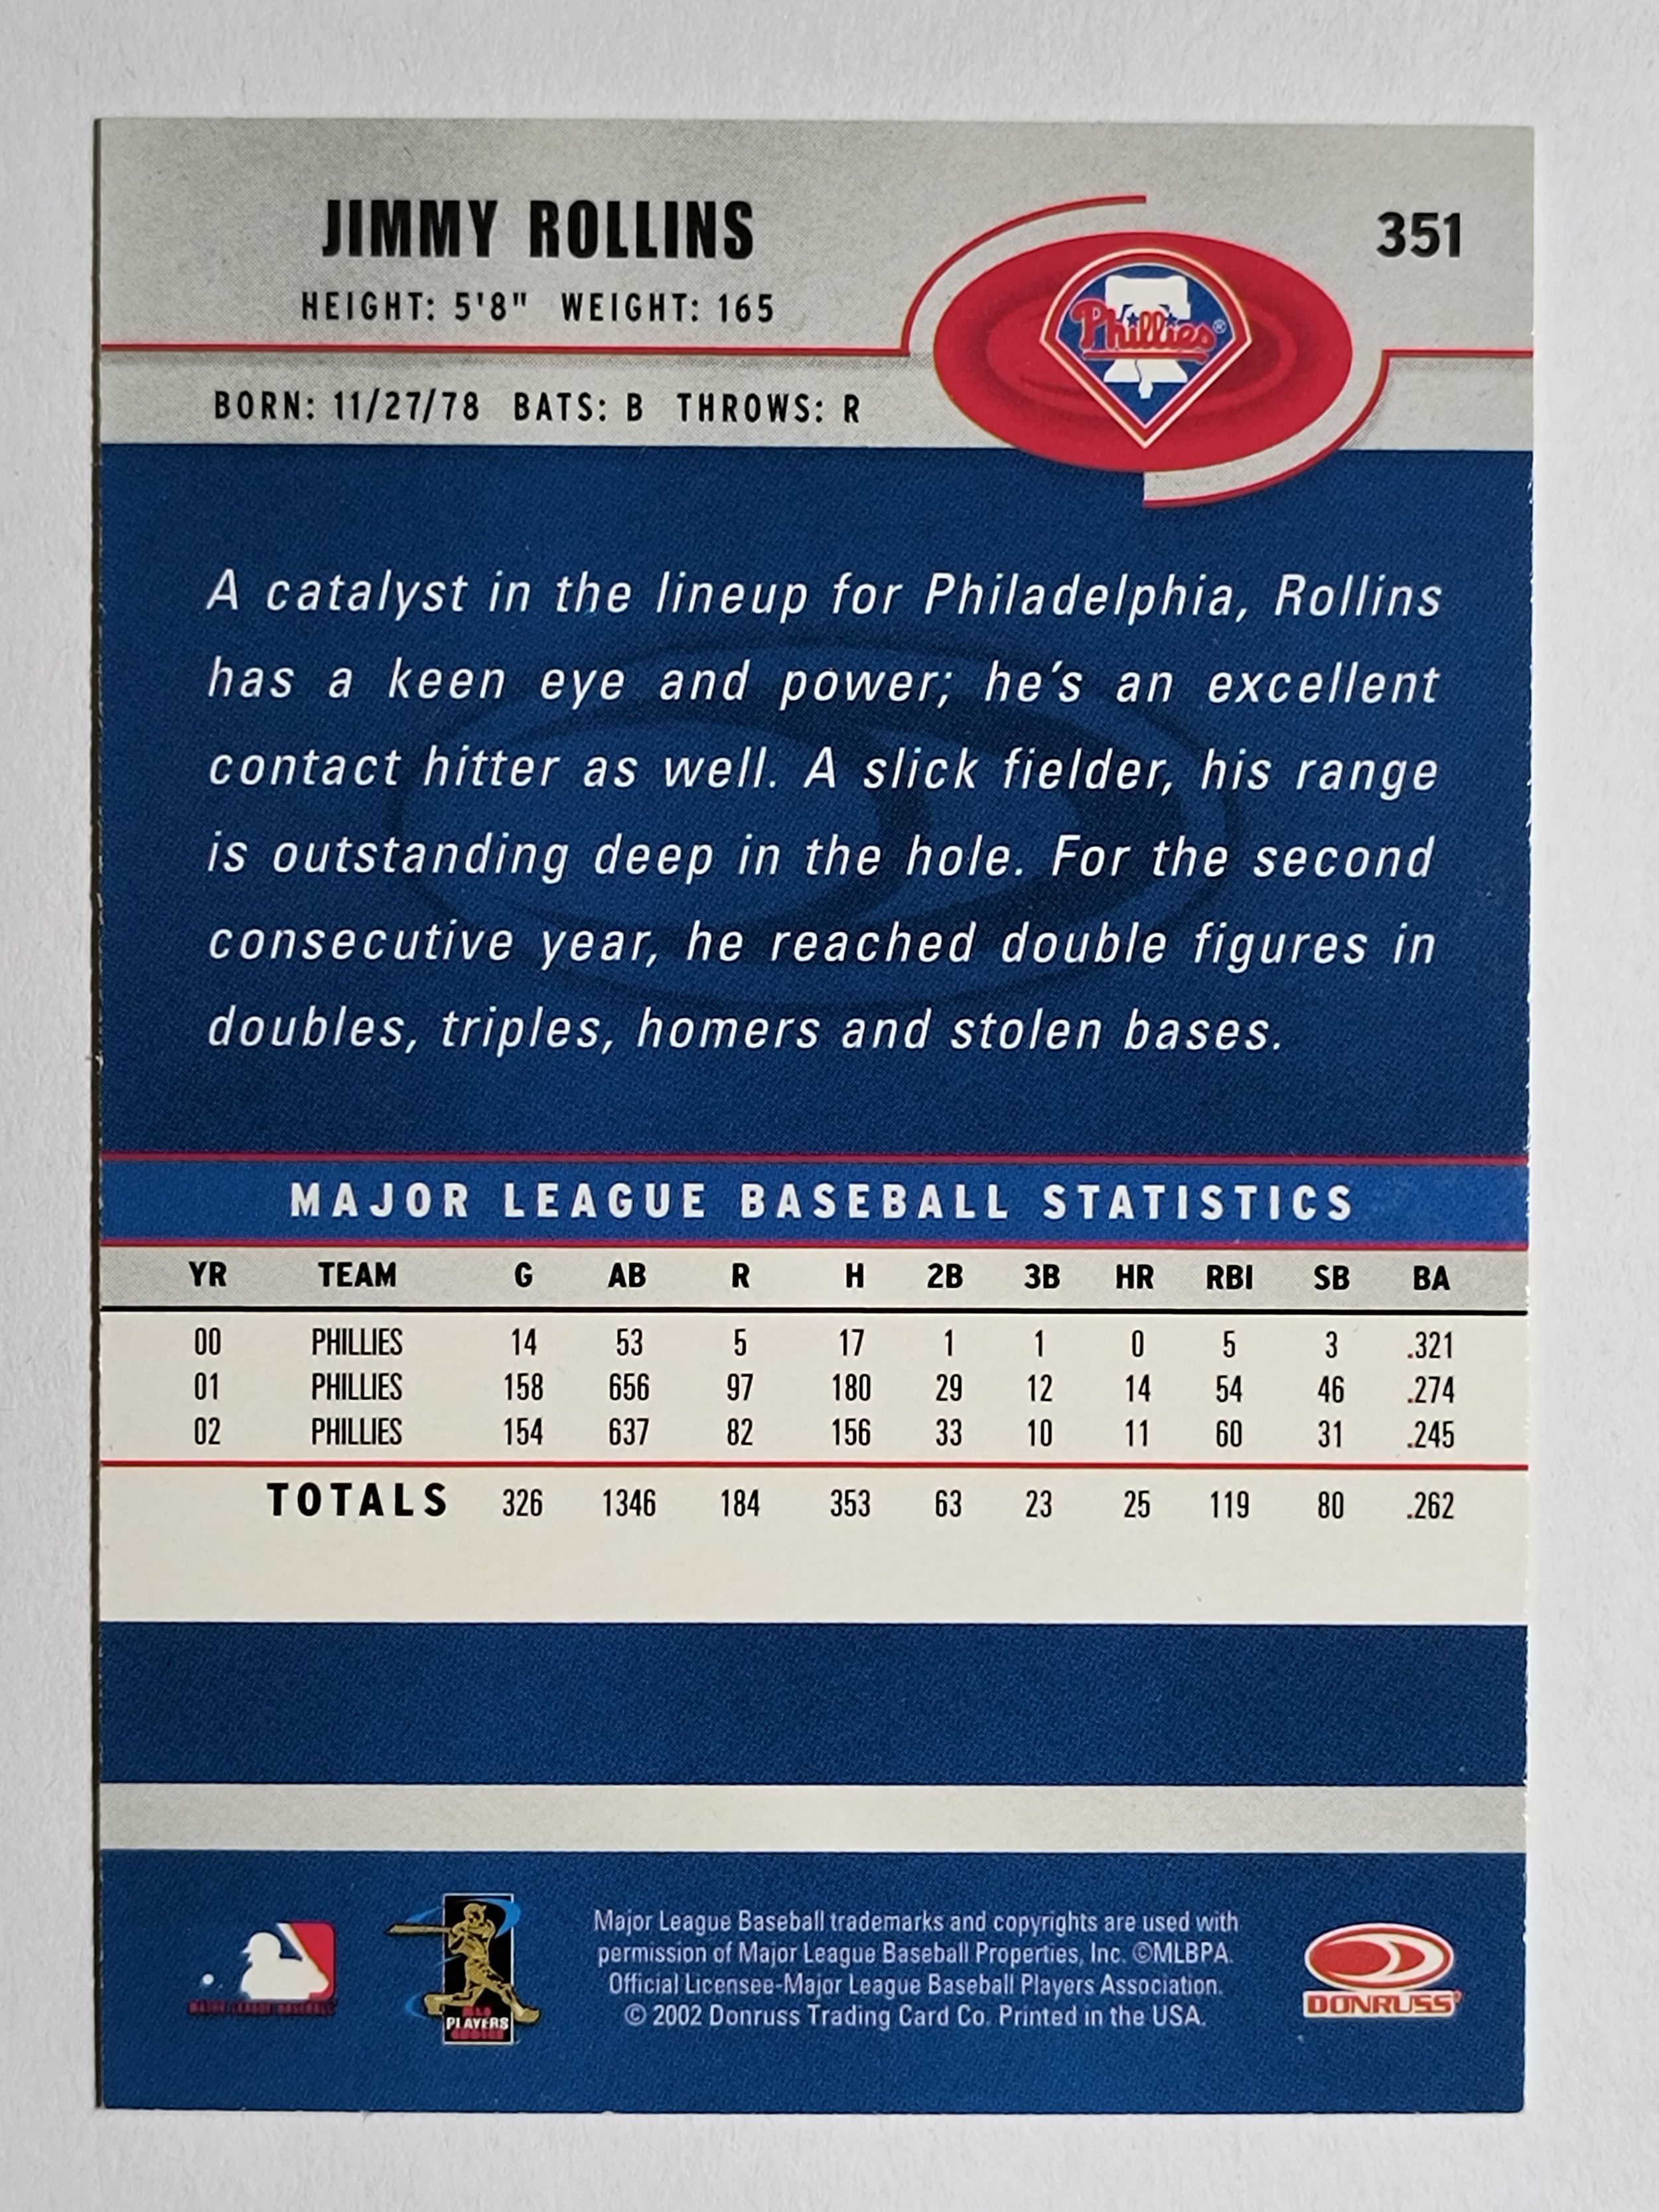 JIMMY ROLLINS
351
HEIGHT: 5'8" WEIGHT: 165
Phillies®
BORN: 11/27/78 BATS: B THROWS: R
A catalyst in the lineup for Philadelphia, Rollins
has a keen eye and power; he's an excellent
contact hitter as well. A slick fielder, his range
is outstanding deep in the hole. For the second
consecutive year, he reached double figures in
doubles, triples, homers and stolen bases.
MAJOR LEAGUE BASEBALL STATISTICS
YR TEAM G AB R H 2B 3B HR RBI SB BA
00 PHILLIES 14 53 5 17 1 1 0 5 3 .321
01 PHILLIES 158 656 97 180 29 12 14 54 46 .274
02 PHILLIES 154 637 82 156 33 10 11 60 31 .245
TOTALS 326 1346 184 353 63 23 25 119 80 .262
Major League Baseball trademarks and copyrights are used with
permission of Major League Baseball Properties, Inc. ©MLBPA.
Official Licensee-Major League Baseball Players Association.
© 2002 Donruss Trading Card Co. Printed in the USA.
MAJOR LEAGUE BASEBALL
PLAYERS
CHOICE
DONRUSS